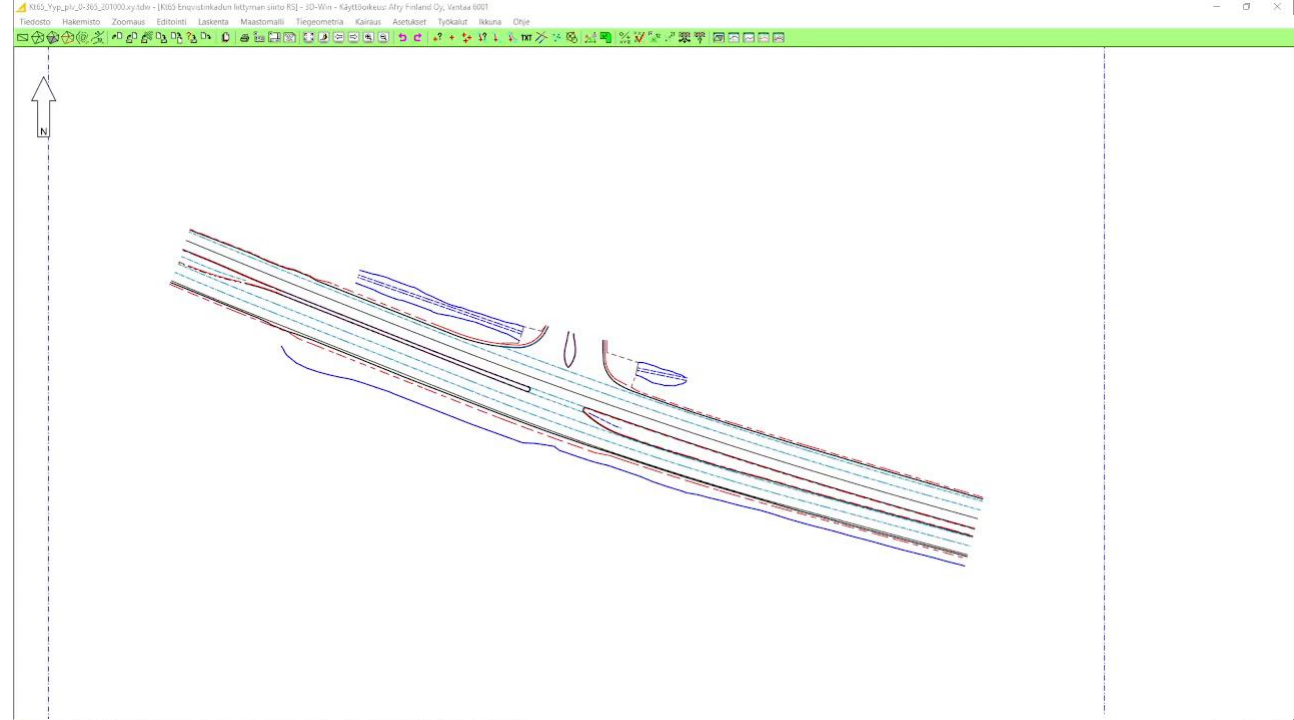 Kt65_Yyp_plv_0-365_201000.xy.tdw - [Kt65 Enqvistinkadun liittymän siirto RS] - 3D-Win - Käyttöoikeus: Afry Finland Oy, Vantaa 6001
Tiedosto Hakemisto Zoomaus Editointi Laskenta Maastomalli Tiegeometria Kairaus Asetukset Työkalut Ikkuna Ohje
TXT
N